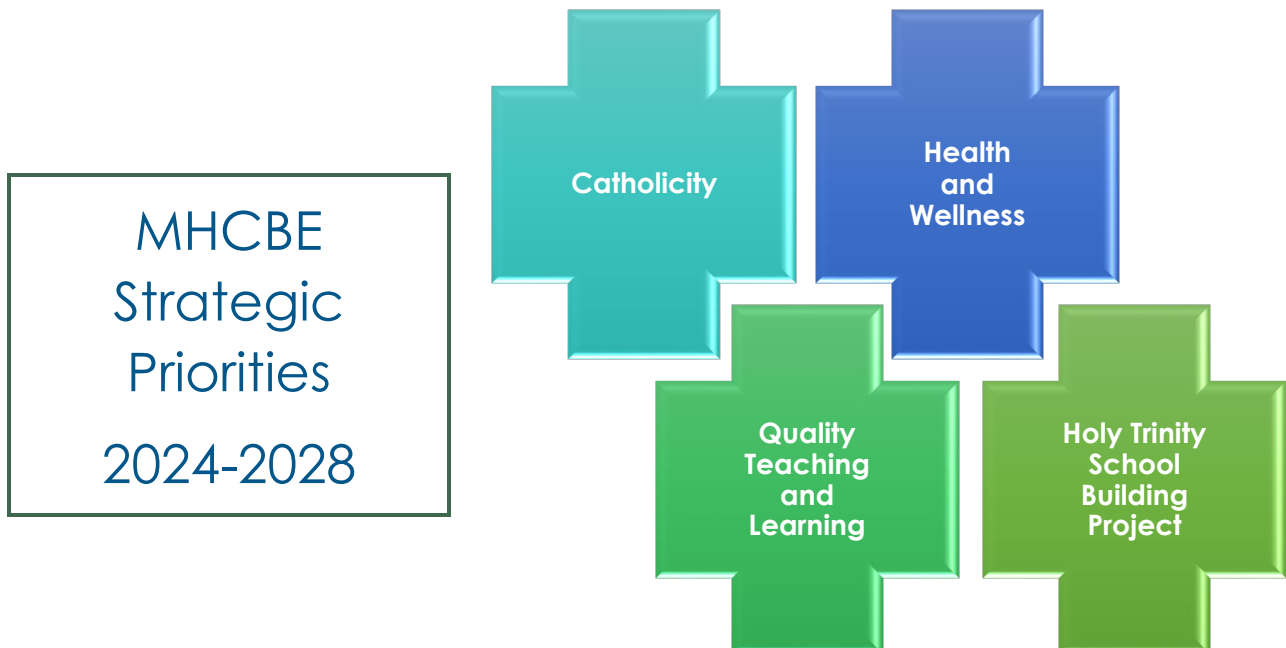 MHCBE
Strategic
Priorities
2024-2028
Catholicity
Health
and
Wellness
Quality
Teaching
and
Learning
Holy Trinity
School
Building
Project